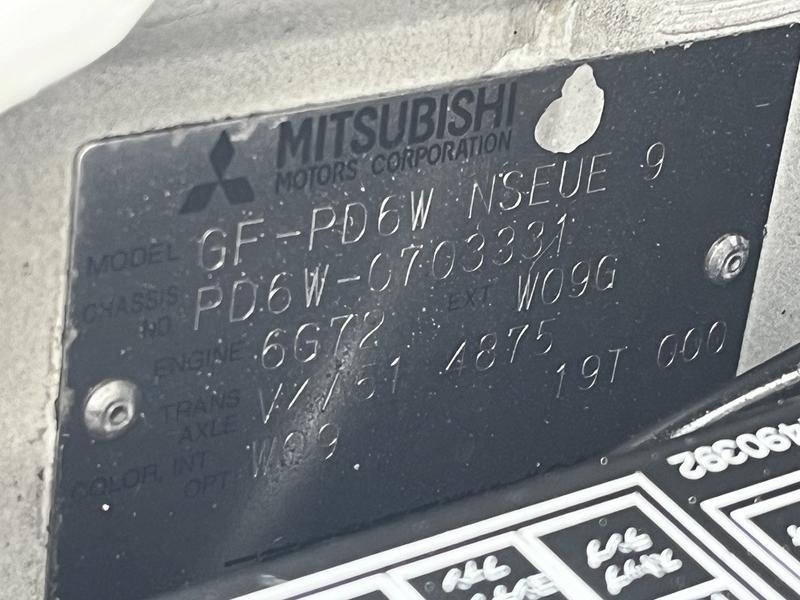 MITSUBISHI
MOTORS CORPORATION
MODEL GF-PD6W NSEUE 9
CHASSIS NO PD6W-0703331
ENGINE 6G72 EXT W09G
TRANS AXLE 4875
COLOR, INT OPT W09 19T 000
490392